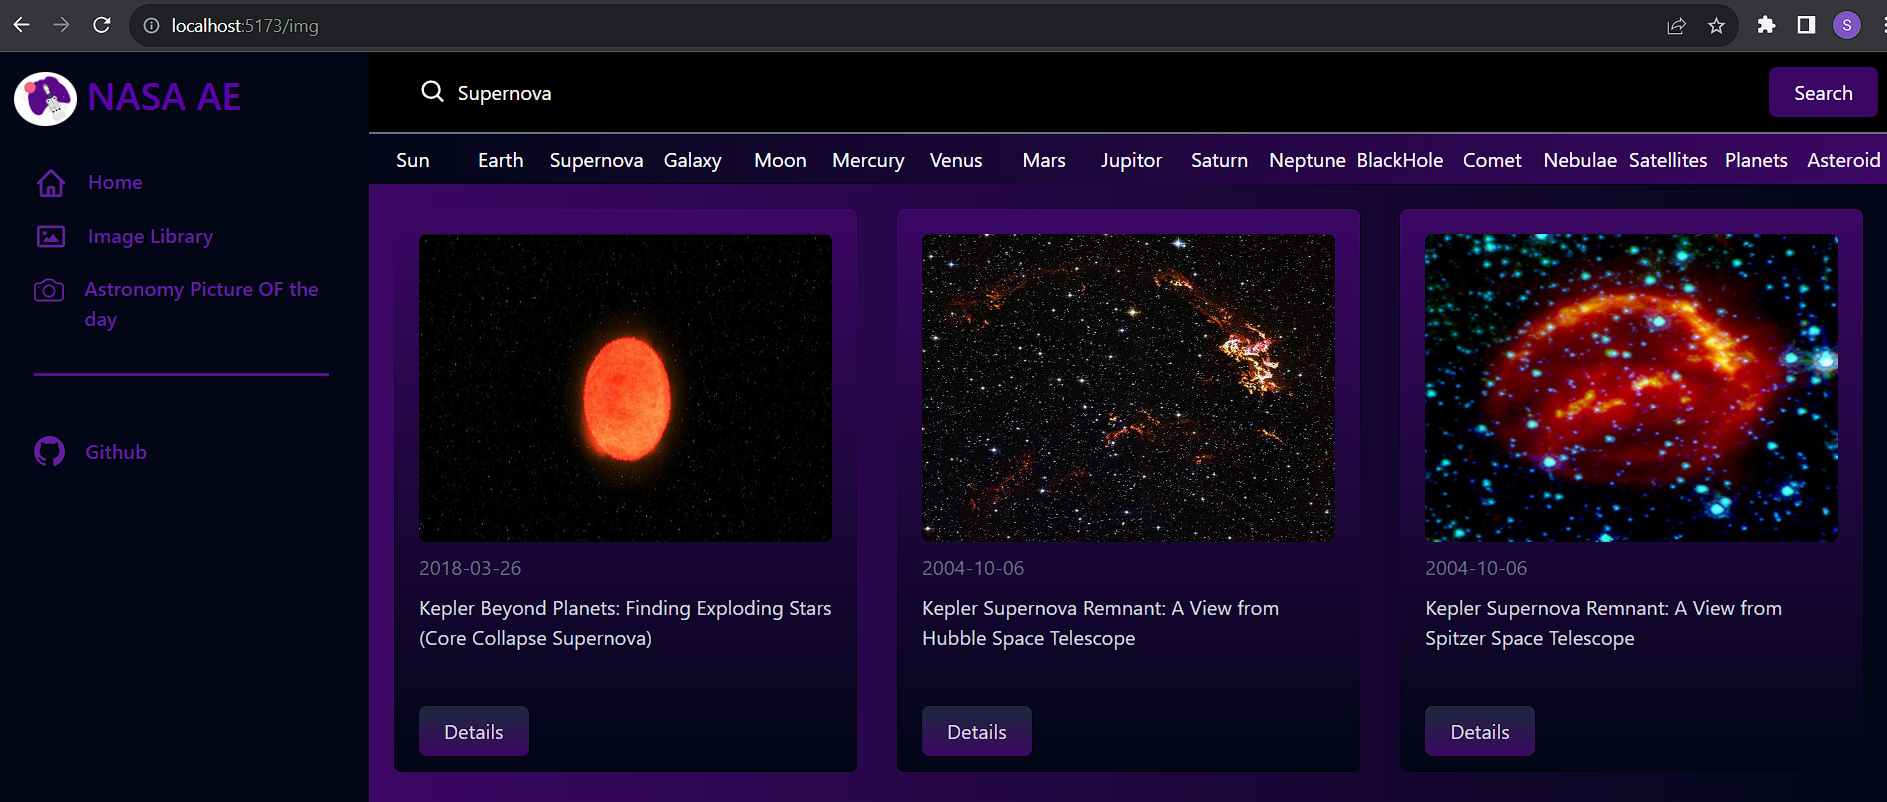 localhost:5173/img
S
NASA AE
Supernova
Search
Sun Earth Supernova Galaxy Moon Mercury Venus Mars Jupitor Saturn Neptune BlackHole Comet Nebulae Satellites Planets Asteroid
Home
Image Library
Astronomy Picture OF the
day
Github
2018-03-26
Kepler Beyond Planets: Finding Exploding Stars
(Core Collapse Supernova)
Details
2004-10-06
Kepler Supernova Remnant: A View from
Hubble Space Telescope
Details
2004-10-06
Kepler Supernova Remnant: A View from
Spitzer Space Telescope
Details